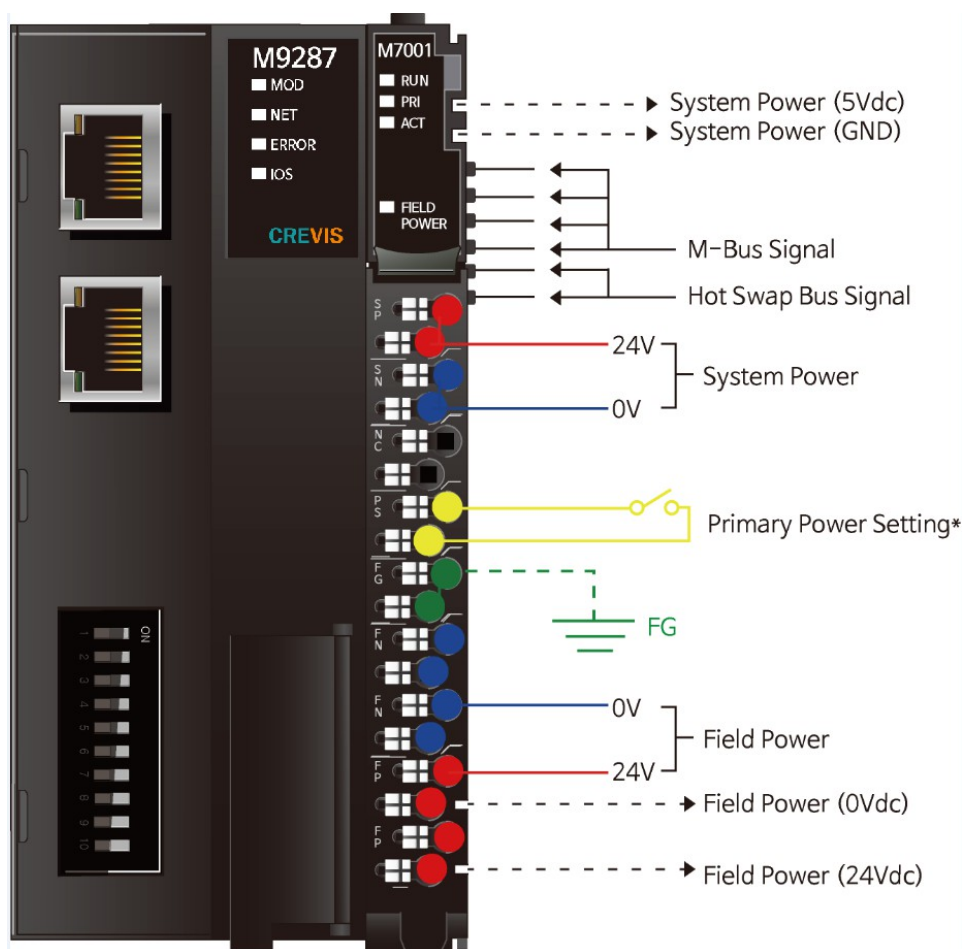 M9287
MOD
NET
ERROR
IOS
CREVIS
M7001
RUN
PRI
ACT
FIELD
POWER
System Power (5Vdc)
System Power (GND)
M-Bus Signal
Hot Swap Bus Signal
SP
24V
System Power
SN
0V
NC
PS
Primary Power Setting*
FG
FG
FN
FN
0V
Field Power
FP
24V
Field Power (0Vdc)
FP
Field Power (24Vdc)
ON
1
2
3
4
5
6
7
8
9
10